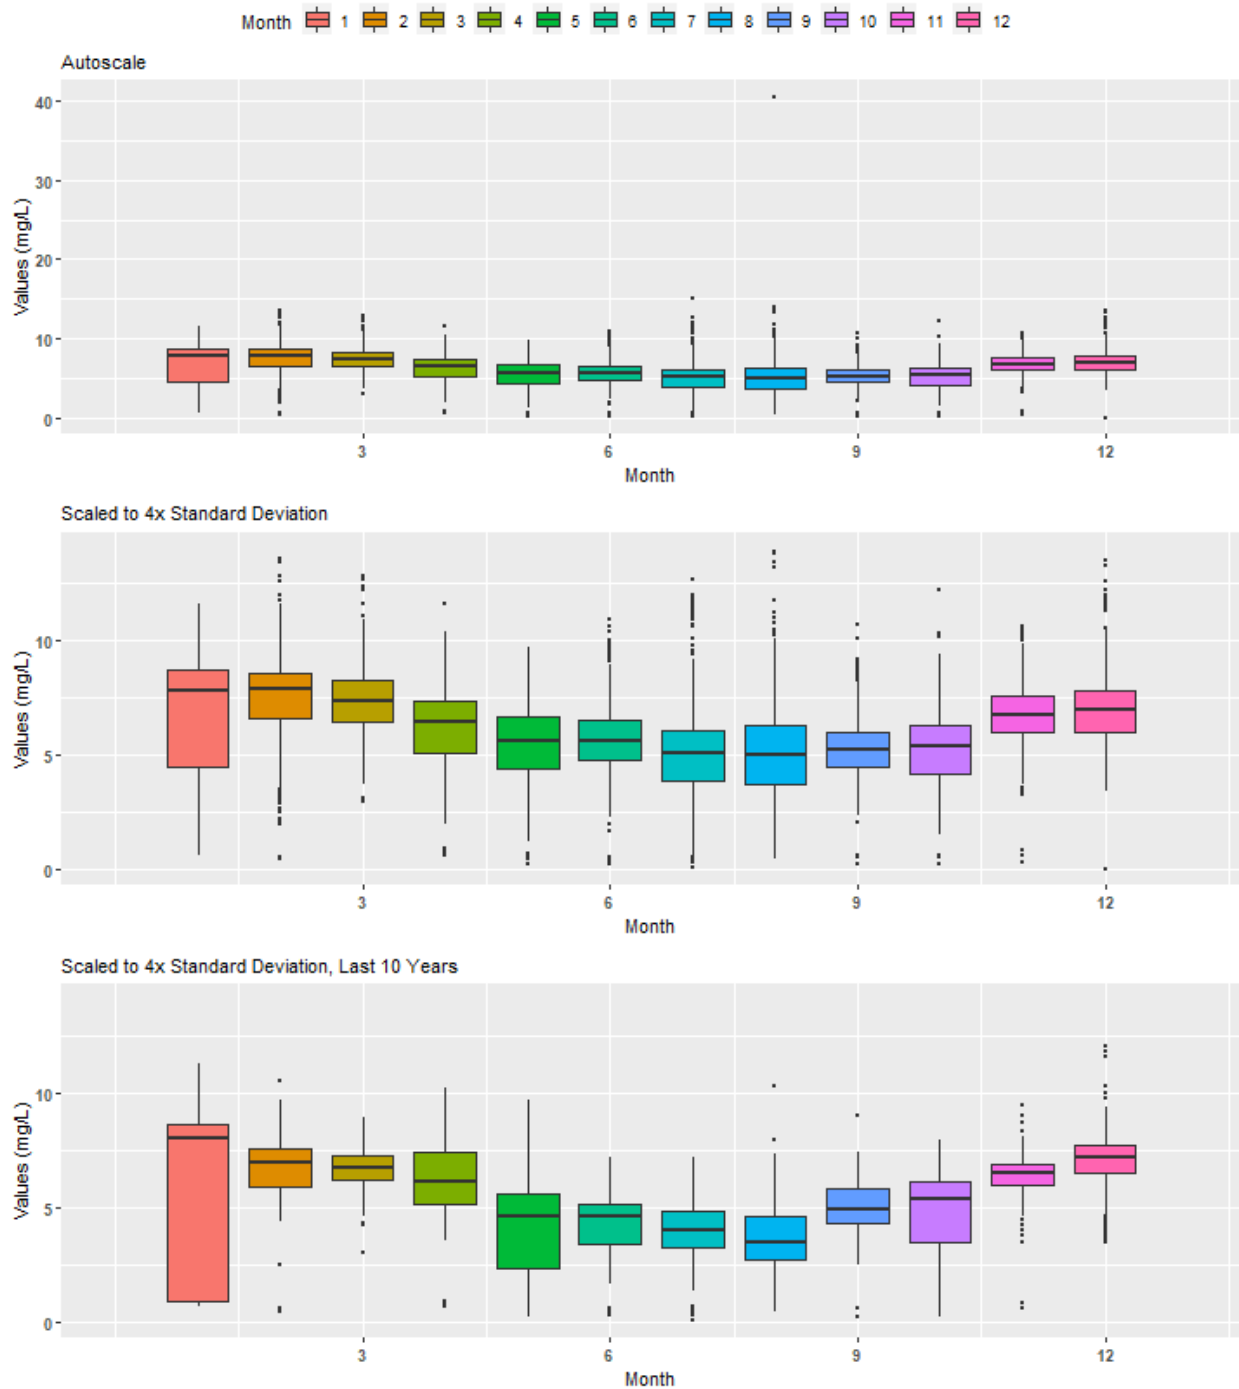 Month 1 2 3 4 5 6 7 8 9 10 11 12
Autoscale
Values (mg/L)
40
30
20
10
0
3 6 9 12
Month
Scaled to 4x Standard Deviation
Values (mg/L)
10
5
0
3 6 9 12
Month
Scaled to 4x Standard Deviation, Last 10 Years
Values (mg/L)
10
5
0
3 6 9 12
Month